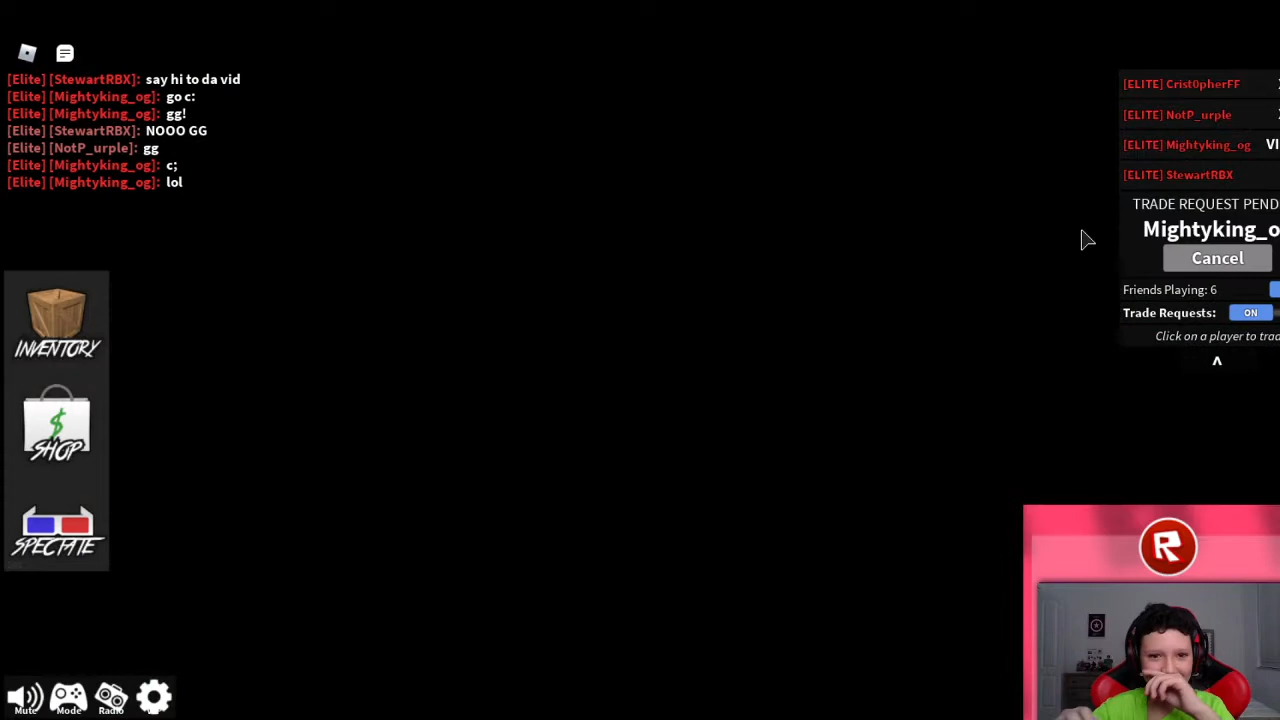 [Elite] [StewartRBX]: say hi to da vid
[Elite] [Mightyking_og]: go c:
[Elite] [Mightyking_og]: gg!
[Elite] [StewartRBX]: NOOO GG
[Elite] [NotP_urple]: gg
[Elite] [Mightyking_og]: c;
[Elite] [Mightyking_og]: lol
[ELITE] Crist0pherFF
[ELITE] NotP_urple
[ELITE] Mightyking_og VI
[ELITE] StewartRBX
TRADE REQUEST PEND
Mightyking_o
Cancel
Friends Playing: 6
Trade Requests: ON
Click on a player to trad
^
INVENTORY
$
SHOP
SPECTATE
R
Mute Mode Radio